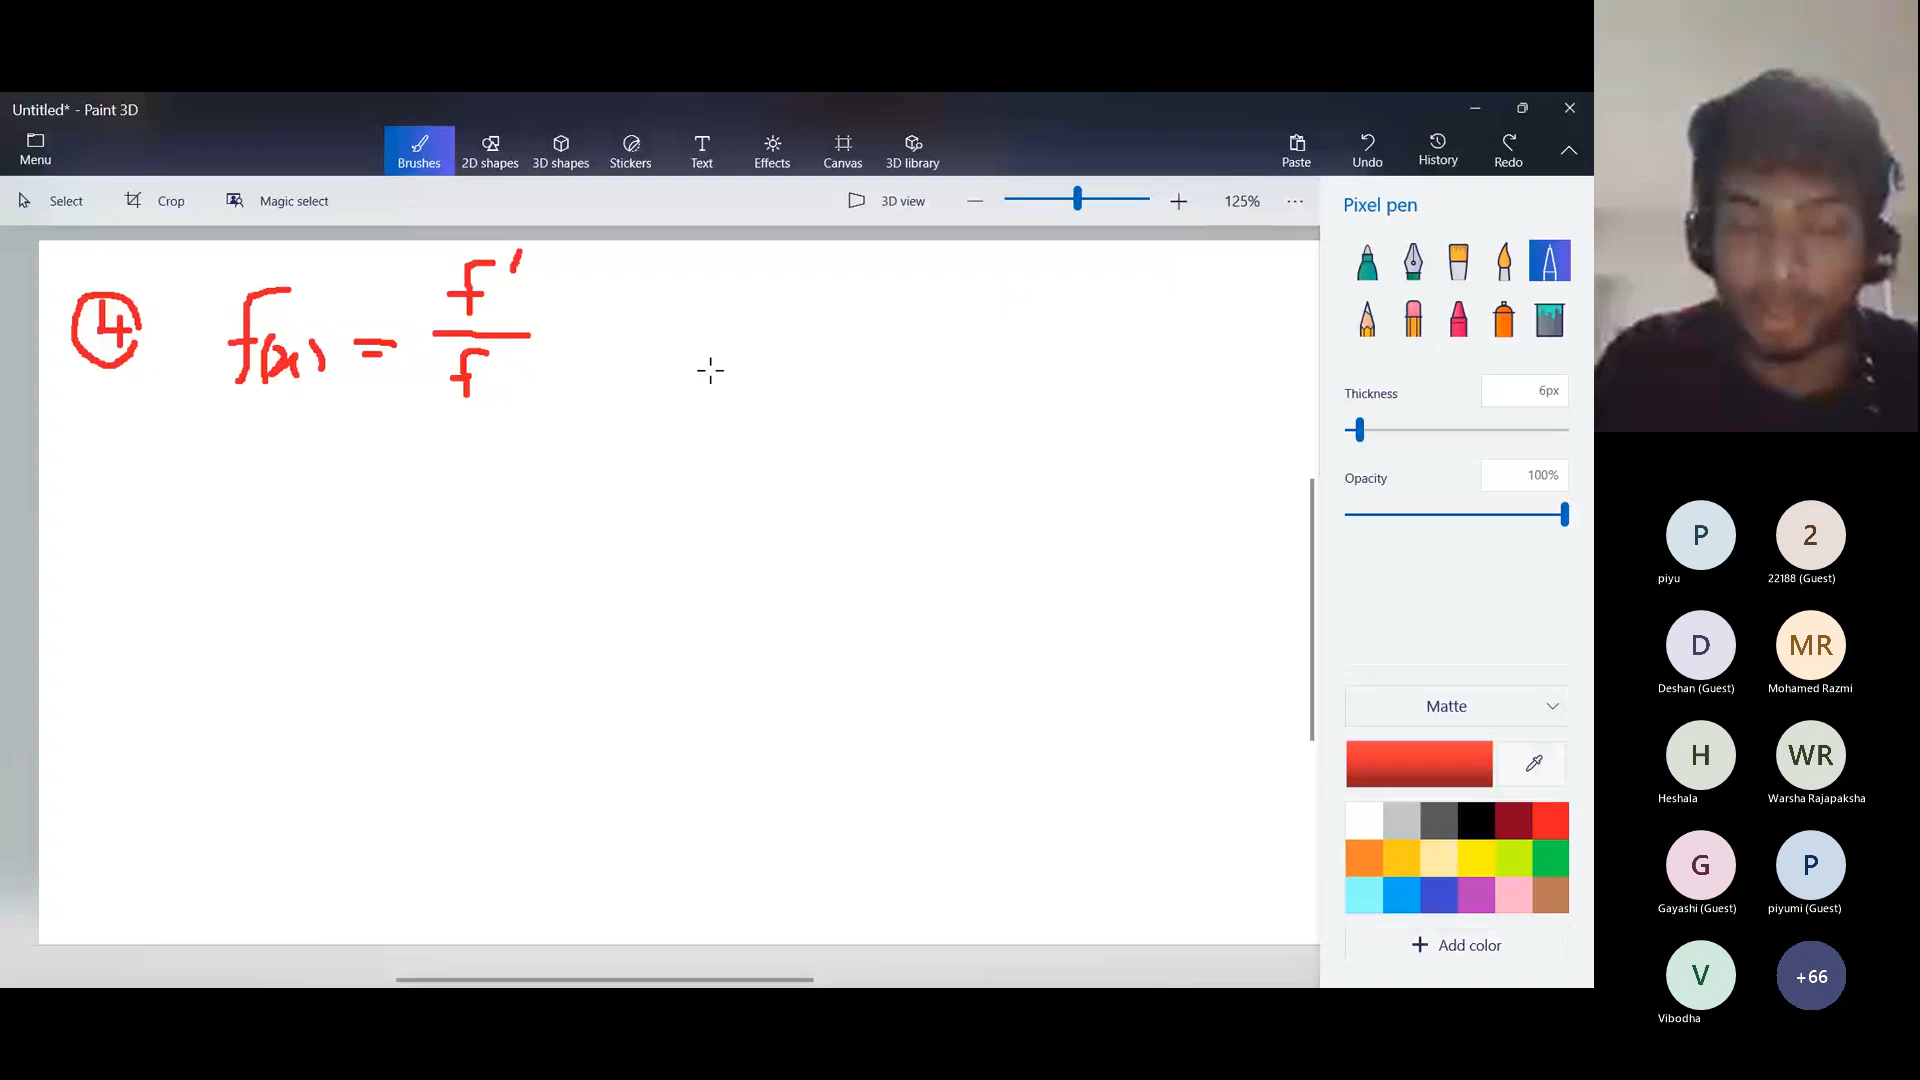 Untitled* - Paint 3D
Menu
Brushes
2D shapes
3D shapes
Stickers
Text
Effects
Canvas
3D library
Paste
Undo
History
Redo
Select
Crop
Magic select
3D view
125%
Pixel pen
④ f(x) = f' / f
Thickness
6px
Opacity
100%
Matte
Add color
P
piyu
2
22188 (Guest)
D
Deshan (Guest)
MR
Mohamed Razmi
H
Heshala
WR
Warsha Rajapaksha
G
Gayashi (Guest)
P
piyumi (Guest)
V
Vibodha
+66